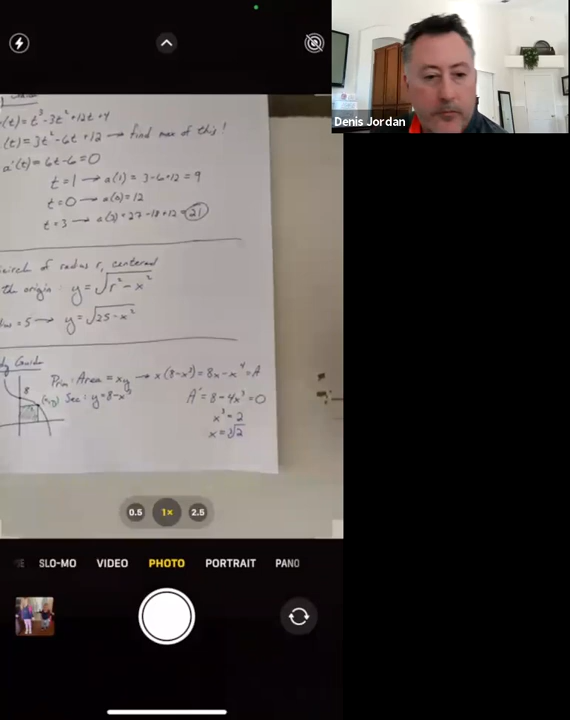 Denis Jordan
(t)=t³-3t²+12t+4
(t)=3t²-6t+12 → find max of this!
a'(t)=6t-6=0
t=1 → a(1)=3-6+12=9
t=0 → a(0)=12
t=3 → a(3)=27-18+12=21
of radius r, centered
the origin: y=√r²-x²
=5 → y=√25-x²
Guide
Prim: Area=xy → x(8-x³)=8x-x⁴=A
8
(x,y) Sec: y=8-x³
A'=8-4x³=0
x³=2
x=∛2
0.5 1× 2.5
SLO-MO VIDEO PHOTO PORTRAIT PANO